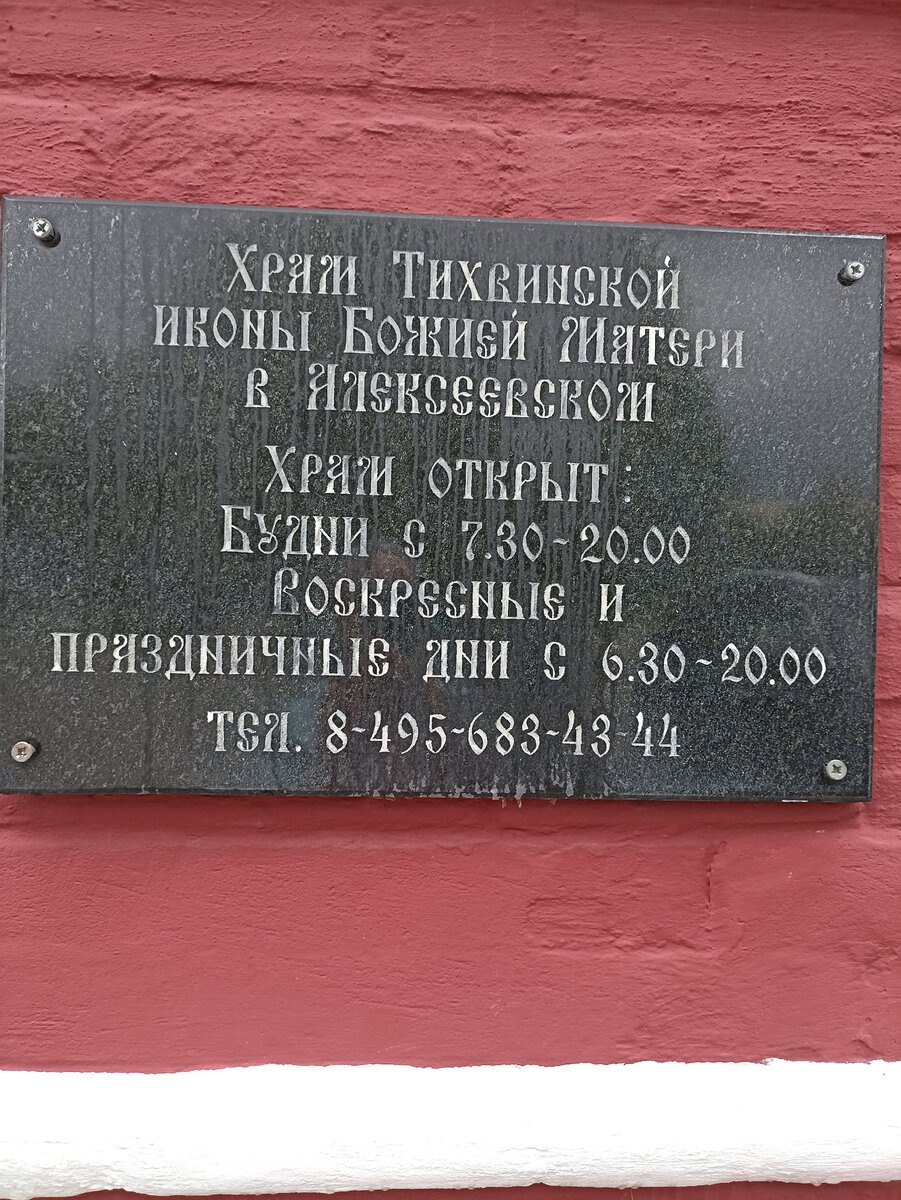 Храм Тихвинской
иконы Божией Матери
в Алексеевском
Храм открыт:
Будни с 7.30-20.00
Воскресные и
праздничные дни с 6.30-20.00
тел. 8-495-683-43-44